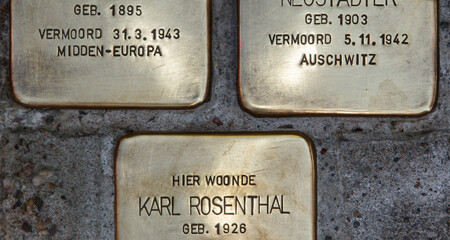 GEB. 1895
VERMOORD 31.3.1943
MIDDEN-EUROPA
NEUSTÄDTER
GEB. 1903
VERMOORD 5.11.1942
AUSCHWITZ
HIER WOONDE
KARL ROSENTHAL
GEB. 1926